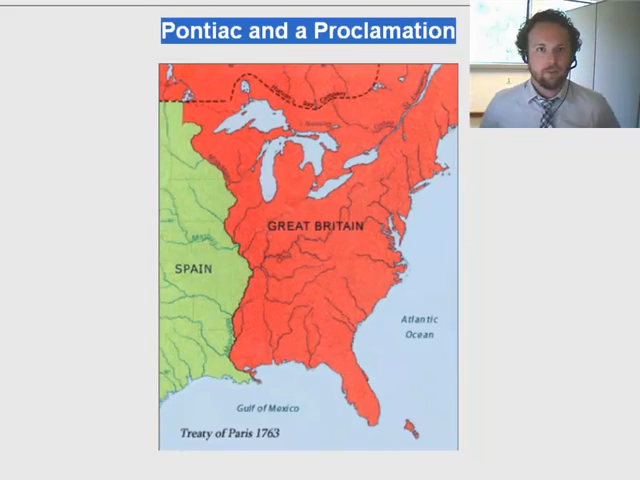 Pontiac and a Proclamation
GREAT BRITAIN
SPAIN
Atlantic
Ocean
Gulf of Mexico
Treaty of Paris 1763